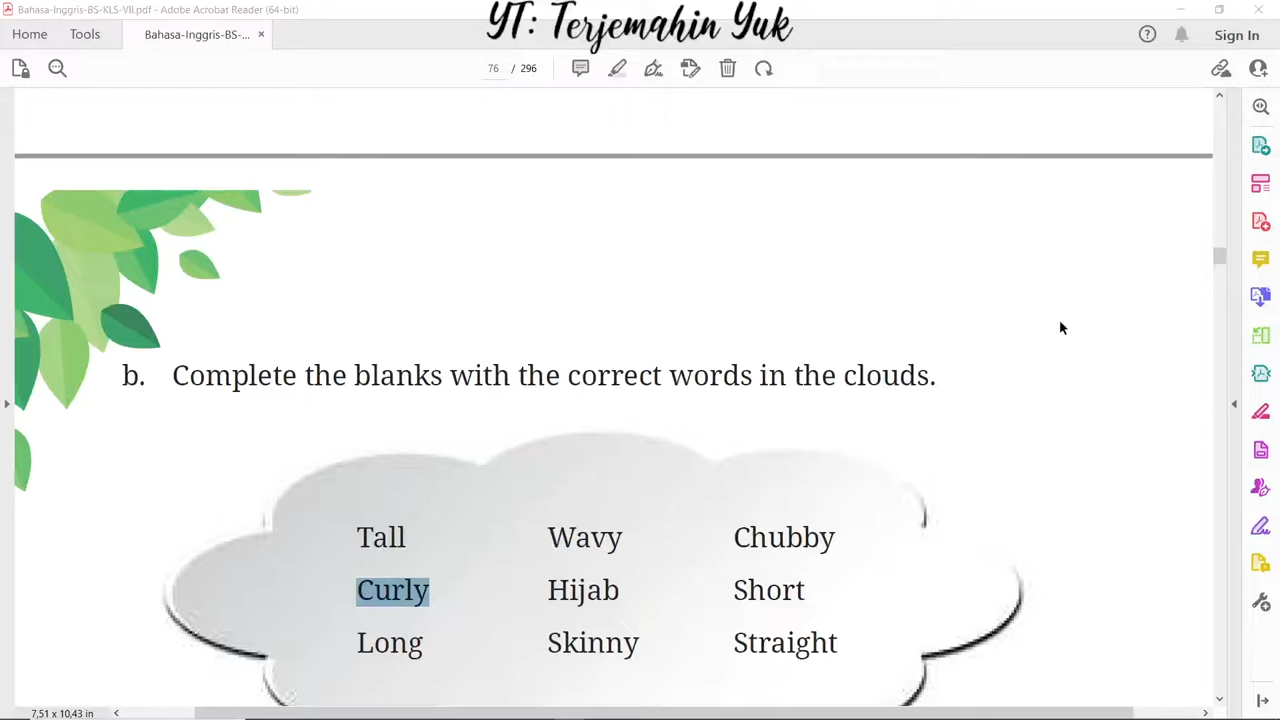 Bahasa-Inggris-BS-KLS-VII.pdf - Adobe Acrobat Reader (64-bit)
YT: Terjemahin Yuk
Home Tools Bahasa-Inggris-BS-... × Sign In
76 / 296
b. Complete the blanks with the correct words in the clouds.
Tall Wavy Chubby
Curly Hijab Short
Long Skinny Straight
7,51 x 10,43 in